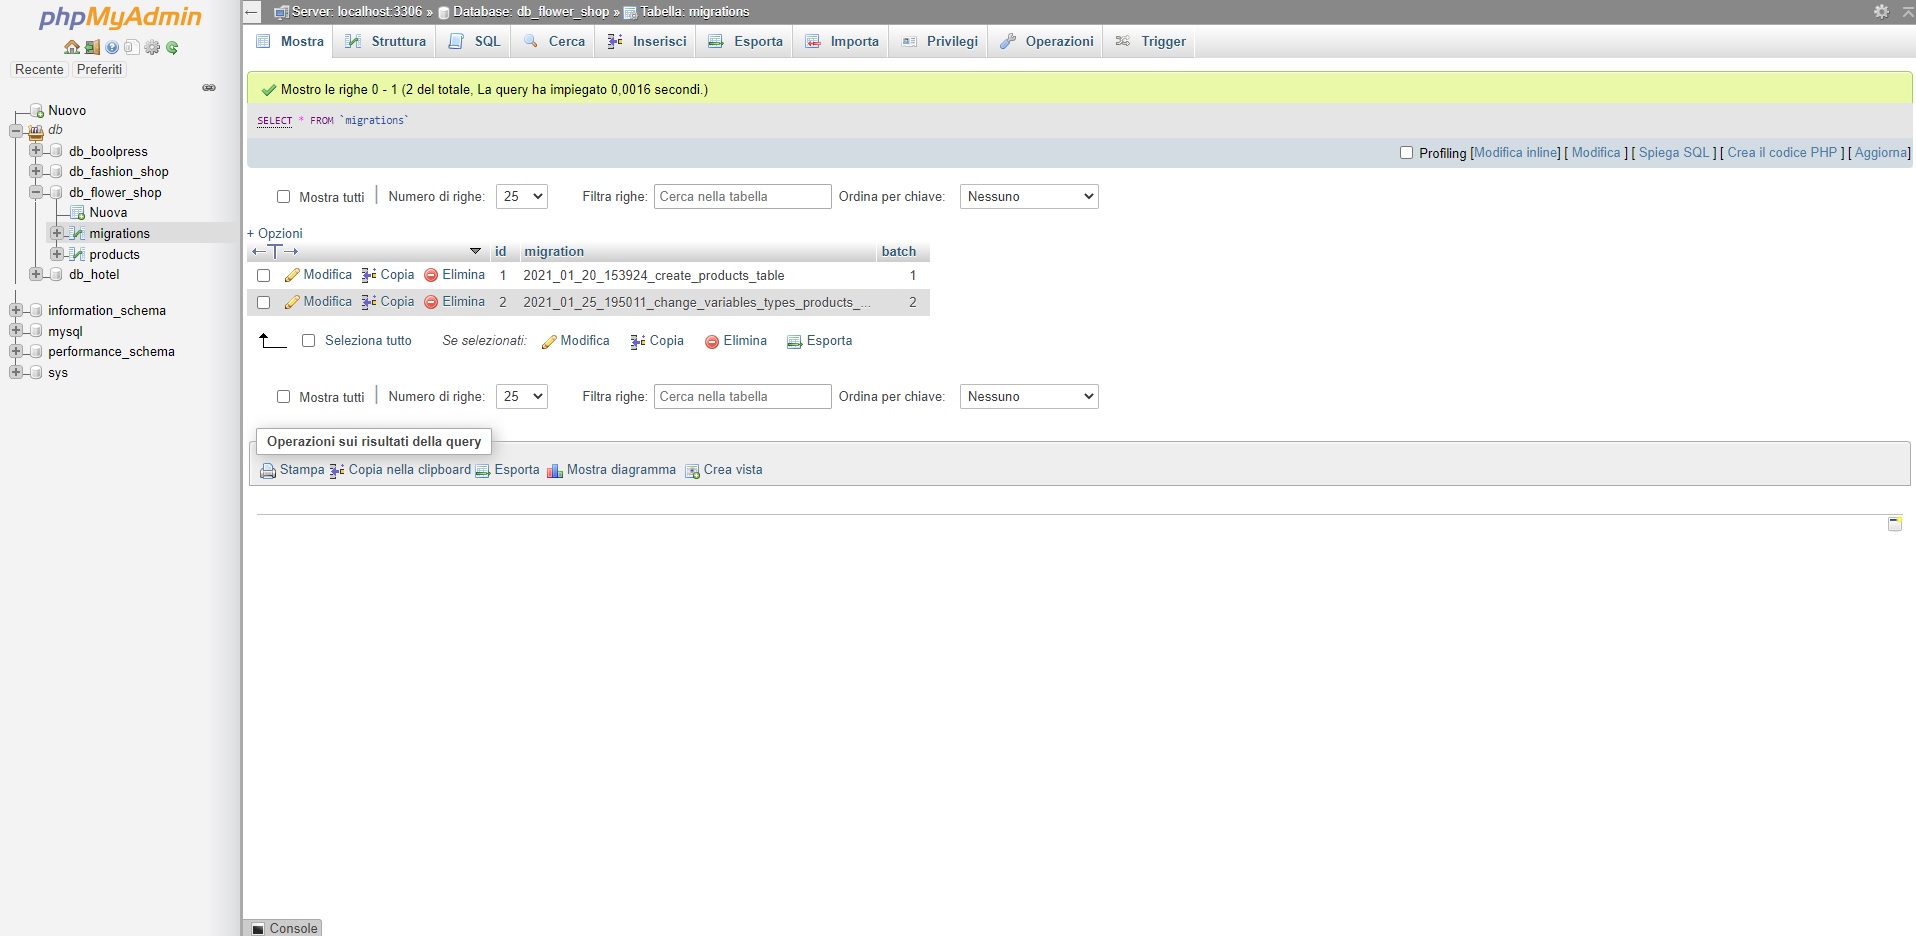 phpMyAdmin
Recente Preferiti
Nuovo
db
db_boolpress
db_fashion_shop
db_flower_shop
Nuova
migrations
products
db_hotel
information_schema
mysql
performance_schema
sys
Server: localhost:3306 » Database: db_flower_shop » Tabella: migrations
Mostra Struttura SQL Cerca Inserisci Esporta Importa Privilegi Operazioni Trigger
Mostro le righe 0 - 1 (2 del totale, La query ha impiegato 0,0016 secondi.)
SELECT * FROM `migrations`
Profiling [Modifica inline] [ Modifica ] [ Spiega SQL ] [ Crea il codice PHP ] [ Aggiorna]
Mostra tutti | Numero di righe: 25 Filtra righe: Cerca nella tabella Ordina per chiave: Nessuno
+ Opzioni
←T→ id migration batch
Modifica Copia Elimina 1 2021_01_20_153924_create_products_table 1
Modifica Copia Elimina 2 2021_01_25_195011_change_variables_types_products_... 2
Seleziona tutto Se selezionati: Modifica Copia Elimina Esporta
Mostra tutti | Numero di righe: 25 Filtra righe: Cerca nella tabella Ordina per chiave: Nessuno
Operazioni sui risultati della query
Stampa Copia nella clipboard Esporta Mostra diagramma Crea vista
Console